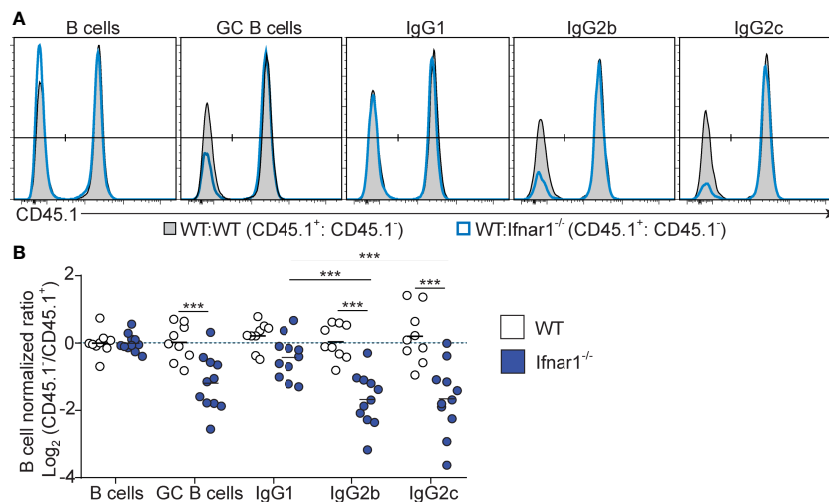 A
B cells GC B cells IgG1 IgG2b IgG2c
CD45.1
WT:WT (CD45.1⁺: CD45.1⁻) WT:Ifnar1⁻/⁻ (CD45.1⁺: CD45.1⁻)
B
B cell normalized ratio
Log₂ (CD45.1⁻/CD45.1⁺)
2
0
-2
-4
***
***
*** *** ***
WT
Ifnar1⁻/⁻
B cells GC B cells IgG1 IgG2b IgG2c